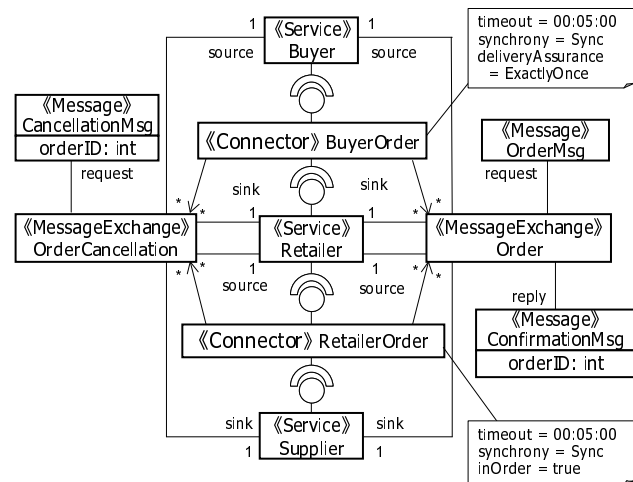 timeout = 00:05:00
synchrony = Sync
deliveryAssurance
= ExactlyOnce
1
《Service》
Buyer
1
source
source
《Message》
CancellationMsg
orderID: int
《Connector》 BuyerOrder
《Message》
OrderMsg
request
request
sink
sink
*
*
*
*
《MessageExchange》
OrderCancellation
1
《Service》
Retailer
1
《MessageExchange》
Order
*
*
1
1
*
*
source
source
reply
《Connector》 RetailerOrder
《Message》
ConfirmationMsg
orderID: int
sink
《Service》
Supplier
sink
1
1
timeout = 00:05:00
synchrony = Sync
inOrder = true